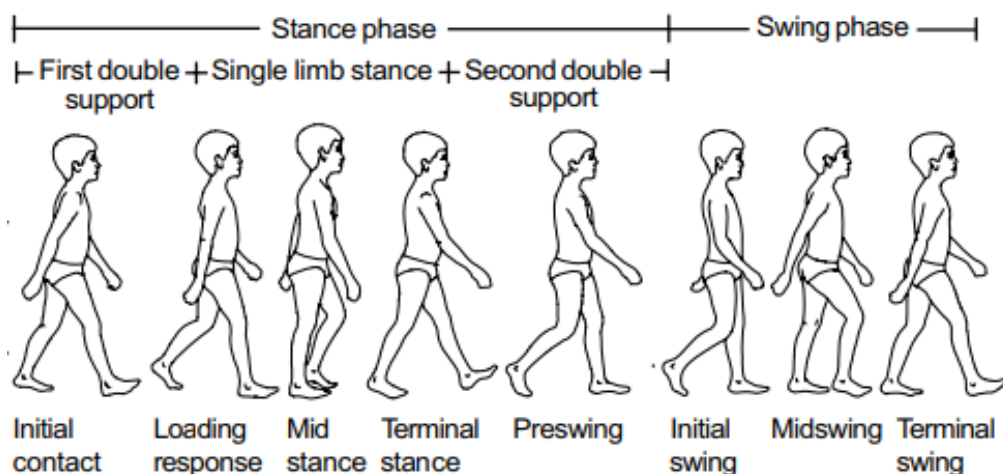 Stance phase
Swing phase
First double support
Single limb stance
Second double support
Initial contact
Loading response
Mid stance
Terminal stance
Preswing
Initial swing
Midswing
Terminal swing